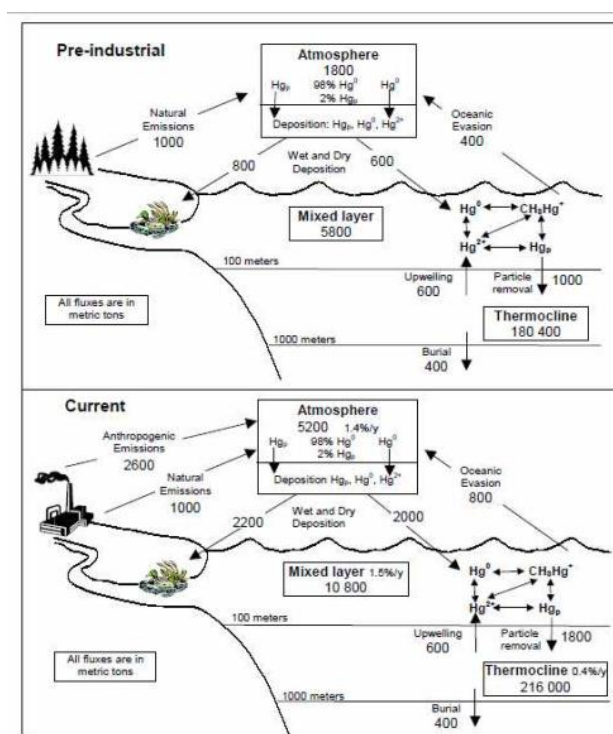 Pre-industrial
Atmosphere
1800
Hgₚ 98% Hg⁰ Hg⁰
2% Hgₚ
Deposition: Hgₚ, Hg⁰, Hg²⁺
Natural
Emissions
1000
Oceanic
Evasion
400
800
Wet and Dry
Deposition
600
Mixed layer
5800
Hg⁰ CH₃Hg⁺
Hg²⁺ Hgₚ
100 meters
Upwelling
600
Particle
removal
1000
All fluxes are in
metric tons
Thermocline
180 400
1000 meters
Burial
400
Current
Atmosphere
5200 1.4%/y
Hgₚ 98% Hg⁰ Hg⁰
2% Hgₚ
Deposition Hgₚ, Hg⁰, Hg²⁺
Anthropogenic
Emissions
2600
Natural
Emissions
1000
Oceanic
Evasion
800
2200
Wet and Dry
Deposition
2000
Mixed layer 1.5%/y
10 800
Hg⁰ CH₃Hg⁺
Hg²⁺ Hgₚ
100 meters
Upwelling
600
Particle
removal
1800
All fluxes are in
metric tons
Thermocline 0.4%/y
216 000
1000 meters
Burial
400